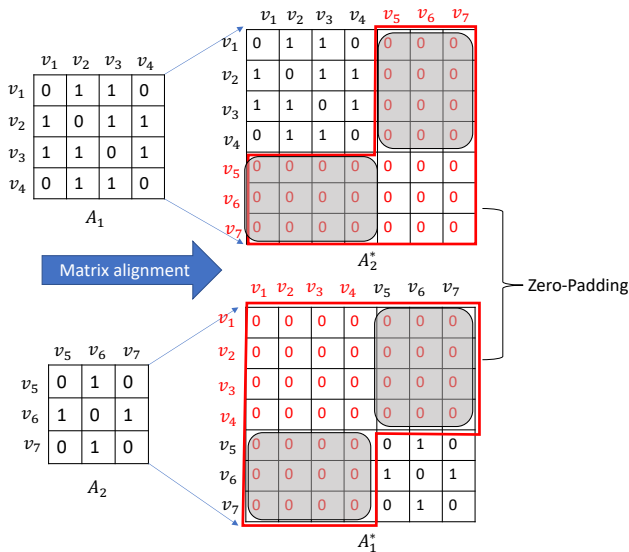 v₁ v₂ v₃ v₄
v₁ 0 1 1 0
v₂ 1 0 1 1
v₃ 1 1 0 1
v₄ 0 1 1 0
A₁
v₁ v₂ v₃ v₄ v₅ v₆ v₇
v₁ 0 1 1 0 0 0 0
v₂ 1 0 1 1 0 0 0
v₃ 1 1 0 1 0 0 0
v₄ 0 1 1 0 0 0 0
v₅ 0 0 0 0 0 0 0
v₆ 0 0 0 0 0 0 0
v₇ 0 0 0 0 0 0 0
A₂*
Matrix alignment
Zero-Padding
v₅ v₆ v₇
v₅ 0 1 0
v₆ 1 0 1
v₇ 0 1 0
A₂
v₁ v₂ v₃ v₄ v₅ v₆ v₇
v₁ 0 0 0 0 0 0 0
v₂ 0 0 0 0 0 0 0
v₃ 0 0 0 0 0 0 0
v₄ 0 0 0 0 0 0 0
v₅ 0 0 0 0 0 1 0
v₆ 0 0 0 0 1 0 1
v₇ 0 0 0 0 0 1 0
A₁*